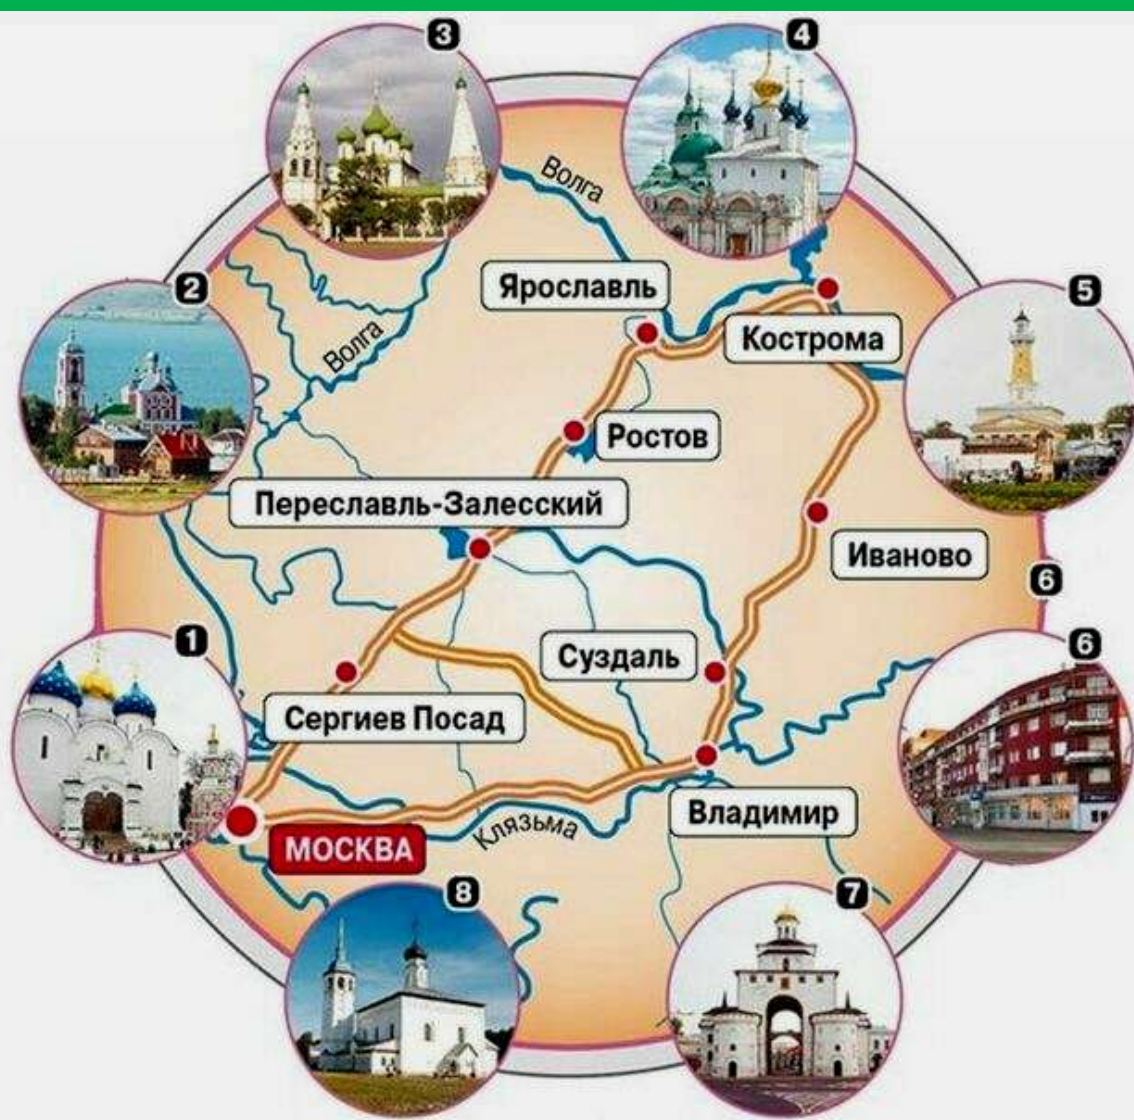 3
4
Волга
2
Ярославль
5
Волга
Кострома
Ростов
Переславль-Залесский
Иваново
6
1
Суздаль
6
Сергиев Посад
Владимир
Клязьма
МОСКВА
8
7